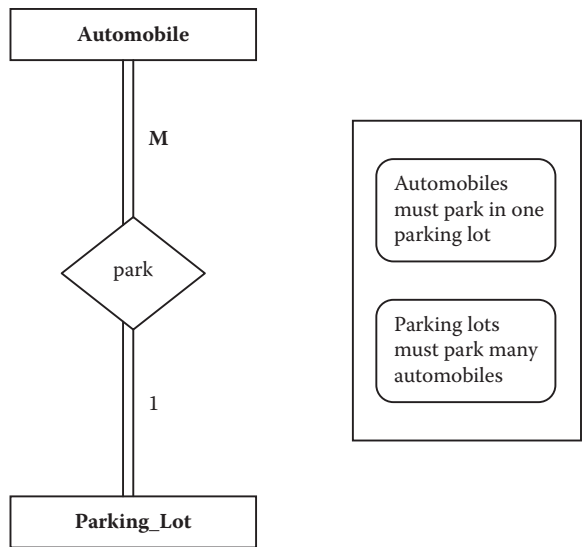 Automobile
M
park
1
Parking_Lot
Automobiles
must park in one
parking lot
Parking lots
must park many
automobiles